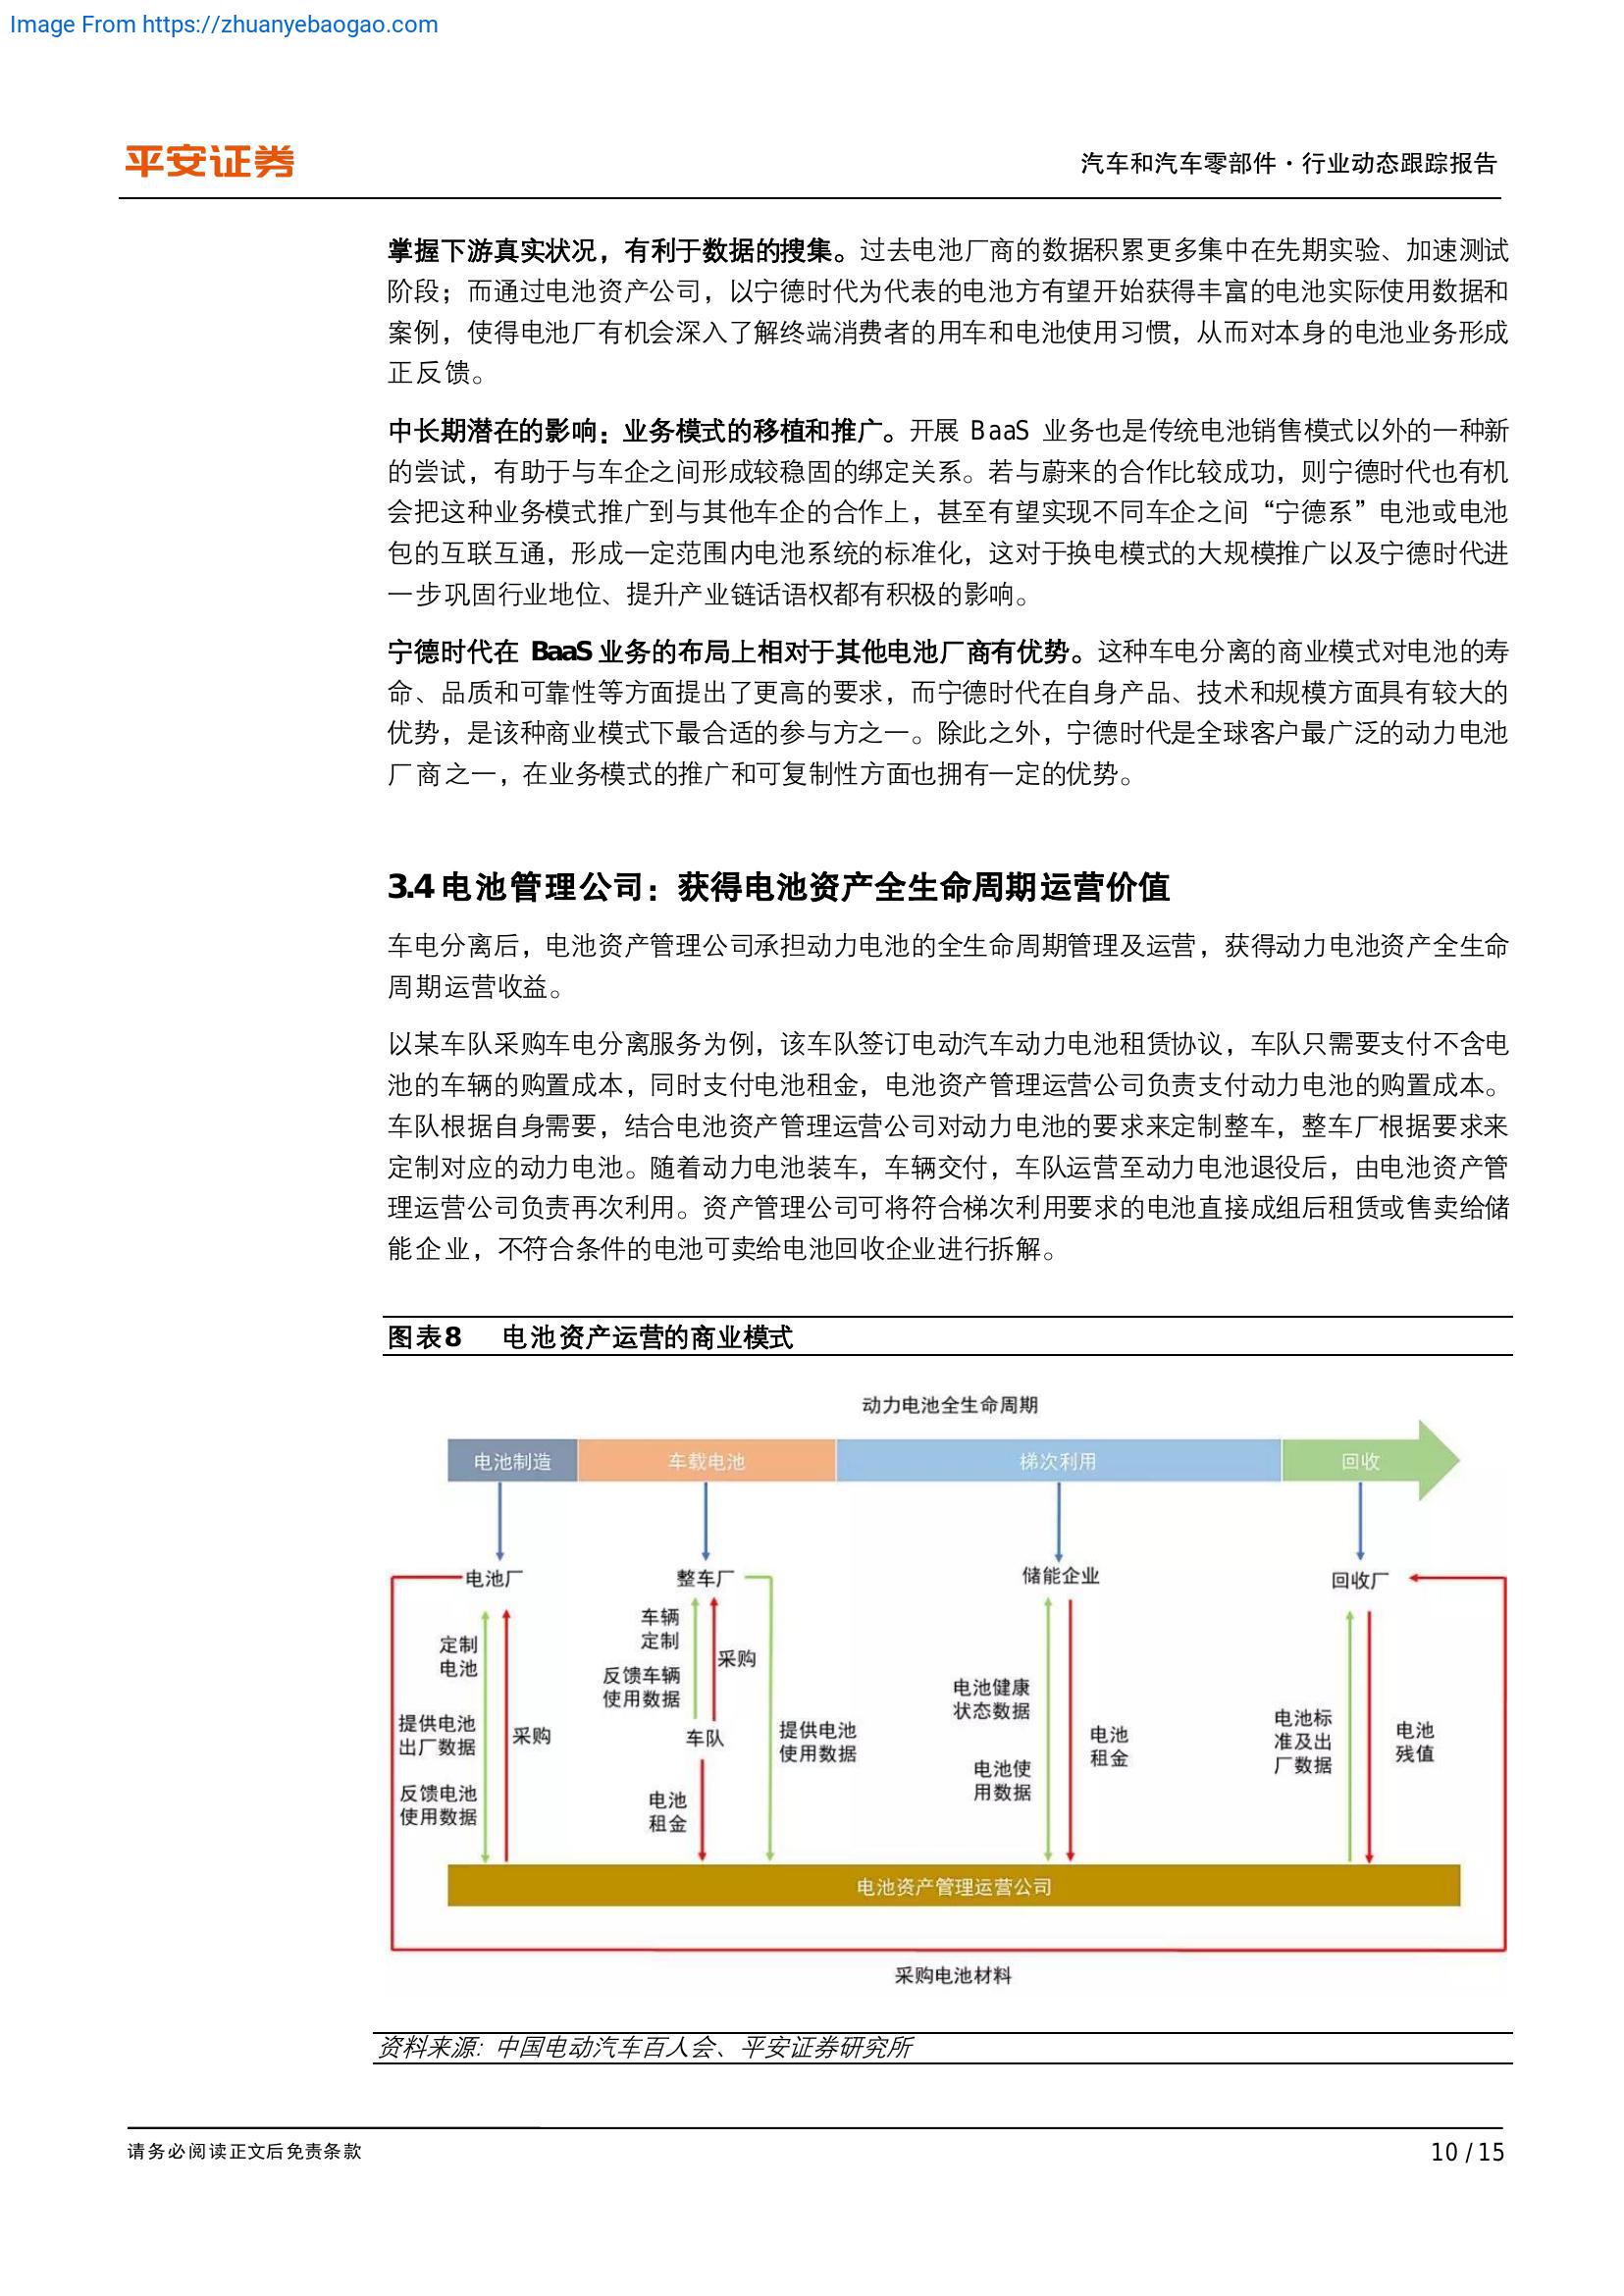 Image From https://zhuanyebaogao.com
平安证券
汽车和汽车零部件·行业动态跟踪报告
掌握下游真实状况，有利于数据的搜集。过去电池厂商的数据积累更多集中在先期实验、加速测试
阶段；而通过电池资产公司，以宁德时代为代表的电池方有望开始获得丰富的电池实际使用数据和
案例，使得电池厂有机会深入了解终端消费者的用车和电池使用习惯，从而对本身的电池业务形成
正反馈。
中长期潜在的影响：业务模式的移植和推广。开展 BaaS 业务也是传统电池销售模式以外的一种新
的尝试，有助于与车企之间形成较稳固的绑定关系。若与蔚来的合作比较成功，则宁德时代也有机
会把这种业务模式推广到与其他车企的合作上，甚至有望实现不同车企之间“宁德系”电池或电池
包的互联互通，形成一定范围内电池系统的标准化，这对于换电模式的大规模推广以及宁德时代进
一步巩固行业地位、提升产业链话语权都有积极的影响。
宁德时代在 BaaS 业务的布局上相对于其他电池厂商有优势。这种车电分离的商业模式对电池的寿
命、品质和可靠性等方面提出了更高的要求，而宁德时代在自身产品、技术和规模方面具有较大的
优势，是该种商业模式下最合适的参与方之一。除此之外，宁德时代是全球客户最广泛的动力电池
厂商之一，在业务模式的推广和可复制性方面也拥有一定的优势。
3.4 电池管理公司：获得电池资产全生命周期运营价值
车电分离后，电池资产管理公司承担动力电池的全生命周期管理及运营，获得动力电池资产全生命
周期运营收益。
以某车队采购车电分离服务为例，该车队签订电动汽车动力电池租赁协议，车队只需要支付不含电
池的车辆的购置成本，同时支付电池租金，电池资产管理运营公司负责支付动力电池的购置成本。
车队根据自身需要，结合电池资产管理运营公司对动力电池的要求来定制整车，整车厂根据要求来
定制对应的动力电池。随着动力电池装车，车辆交付，车队运营至动力电池退役后，由电池资产管
理运营公司负责再次利用。资产管理公司可将符合梯次利用要求的电池直接成组后租赁或售卖给储
能企业，不符合条件的电池可卖给电池回收企业进行拆解。
图表8 电池资产运营的商业模式
动力电池全生命周期
电池制造 车载电池 梯次利用 回收
电池厂 整车厂 储能企业 回收厂
定制
电池
提供电池
出厂数据
反馈电池
使用数据
采购
车辆
定制
反馈车辆
使用数据
采购
车队
电池
租金
提供电池
使用数据
电池健康
状态数据
电池使
用数据
电池
租金
电池标
准及出
厂数据
电池
残值
电池资产管理运营公司
采购电池材料
资料来源: 中国电动汽车百人会、平安证券研究所
请务必阅读正文后免责条款
10 / 15